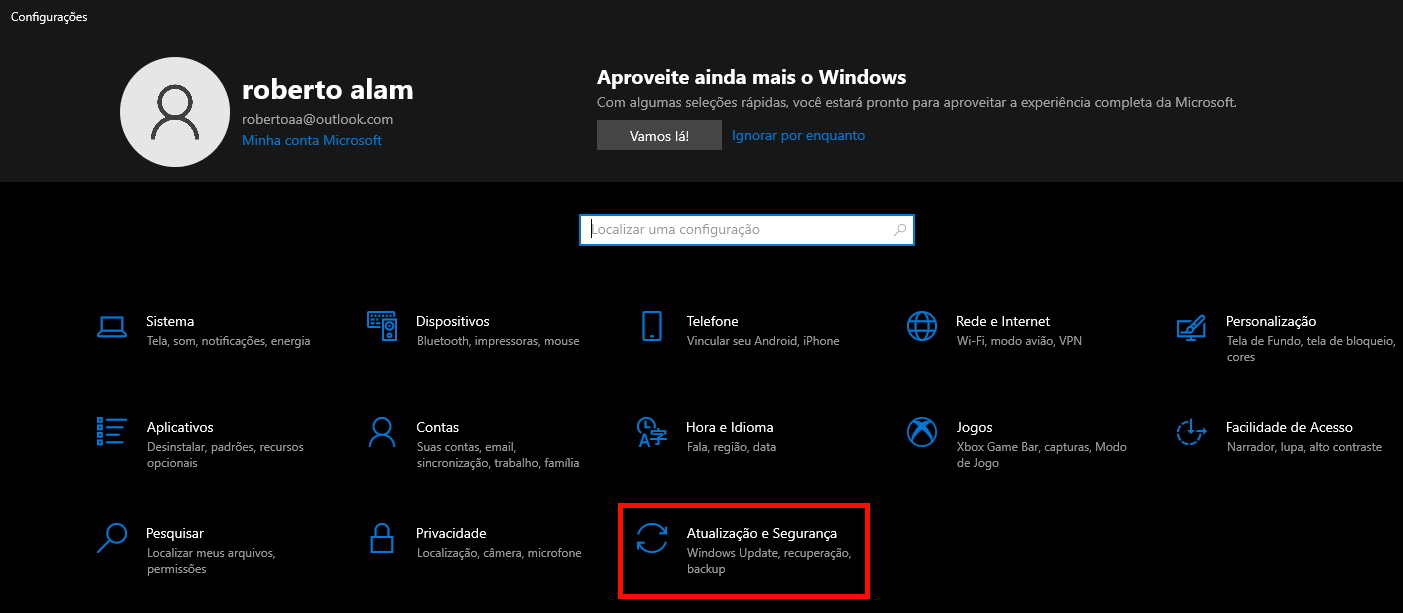 Configurações
roberto alam
robertoaa@outlook.com
Minha conta Microsoft
Aproveite ainda mais o Windows
Com algumas seleções rápidas, você estará pronto para aproveitar a experiência completa da Microsoft.
Vamos lá!
Ignorar por enquanto
Localizar uma configuração
Sistema
Tela, som, notificações, energia
Dispositivos
Bluetooth, impressoras, mouse
Telefone
Vincular seu Android, iPhone
Rede e Internet
Wi-Fi, modo avião, VPN
Personalização
Tela de Fundo, tela de bloqueio,
cores
Aplicativos
Desinstalar, padrões, recursos
opcionais
Contas
Suas contas, email,
sincronização, trabalho, família
Hora e Idioma
Fala, região, data
Jogos
Xbox Game Bar, capturas, Modo
de Jogo
Facilidade de Acesso
Narrador, lupa, alto contraste
Pesquisar
Localizar meus arquivos,
permissões
Privacidade
Localização, câmera, microfone
Atualização e Segurança
Windows Update, recuperação,
backup